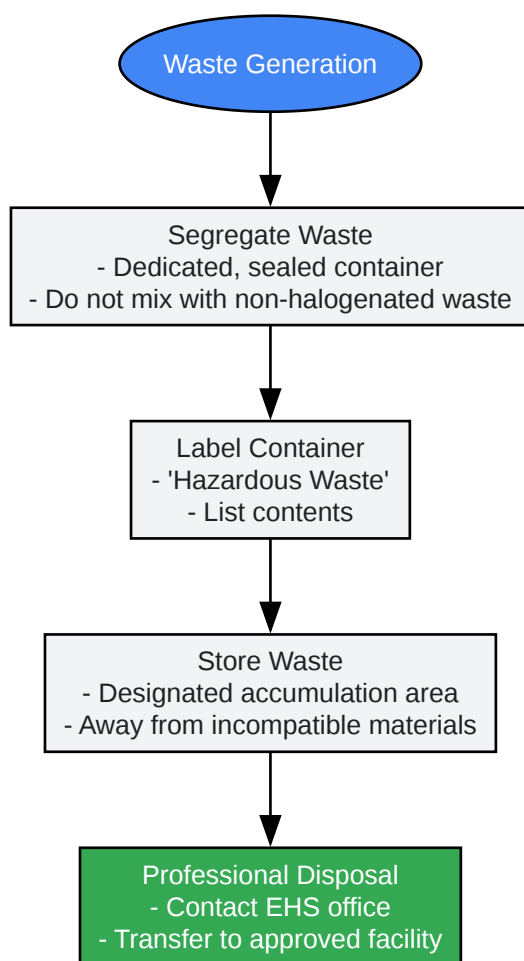 Waste Generation
Segregate Waste
- Dedicated, sealed container
- Do not mix with non-halogenated waste
Label Container
- 'Hazardous Waste'
- List contents
Store Waste
- Designated accumulation area
- Away from incompatible materials
Professional Disposal
- Contact EHS office
- Transfer to approved facility